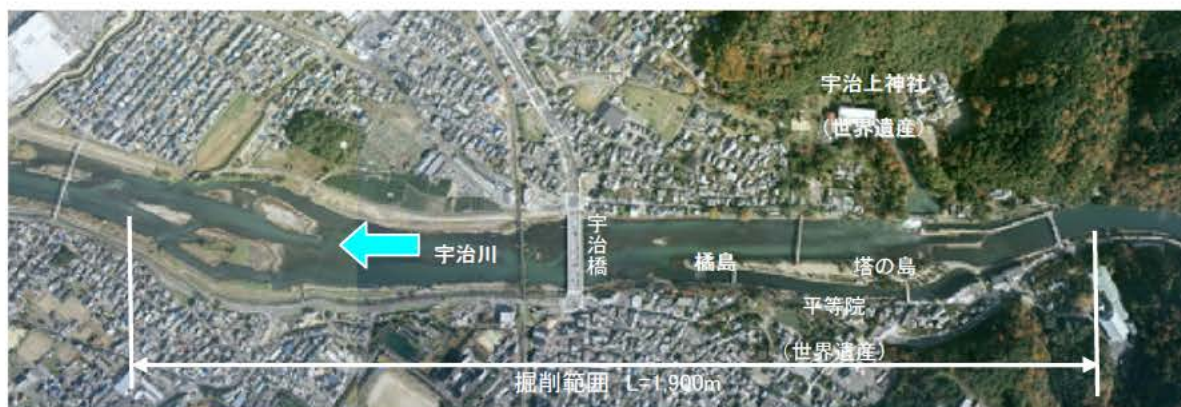 宇治上神社
(世界遺産)
宇治橋
宇治川
橘島
塔の島
平等院
(世界遺産)
掘削範囲 L=1,900m